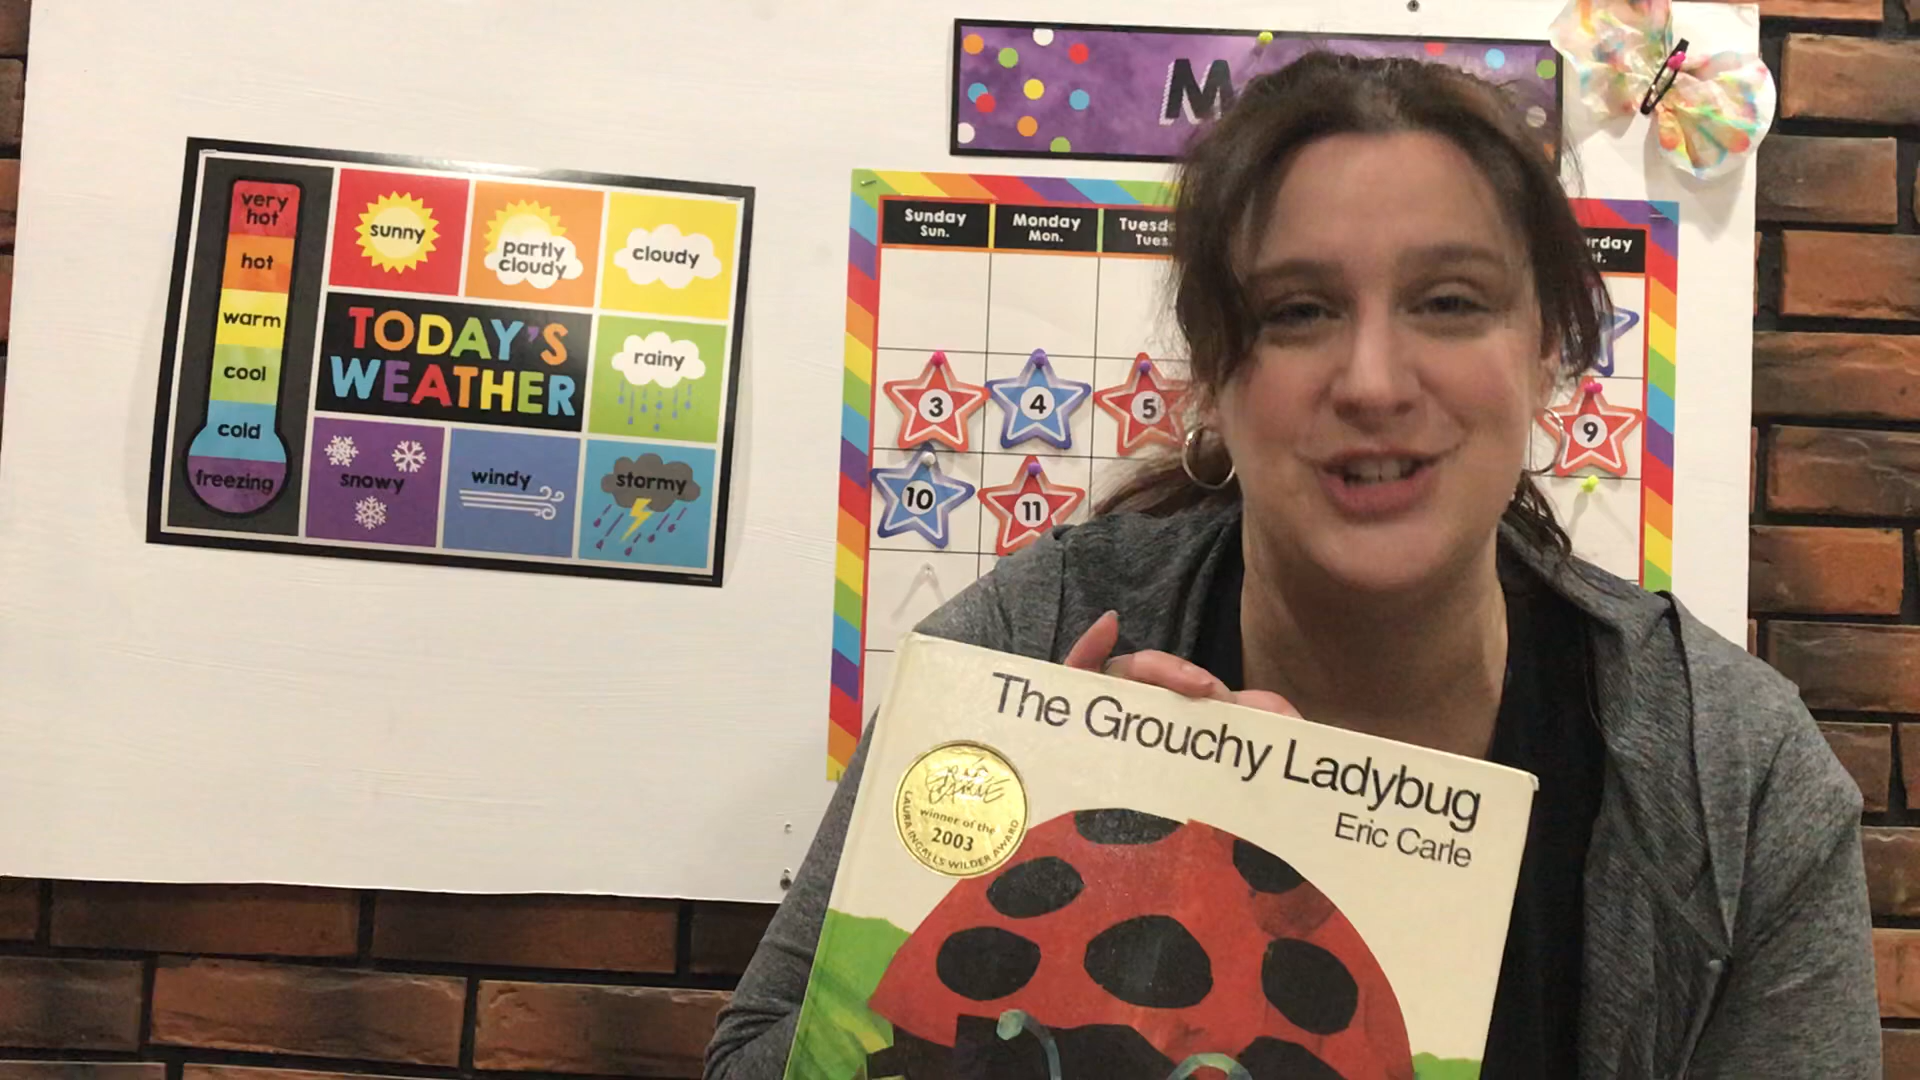 very
hot
hot
warm
cool
cold
freezing
sunny
partly
cloudy
cloudy
TODAY'S
WEATHER
rainy
snowy
windy
stormy
M
Sunday
Sun.
Monday
Mon.
Tues.
3
4
5
9
10
11
The Grouchy Ladybug
Eric Carle
winner of the
2003
LAURA INGALLS WILDER AWARD